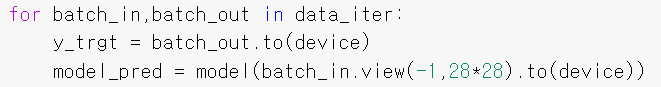 for batch_in,batch_out in data_iter:
    y_trgt = batch_out.to(device)
    model_pred = model(batch_in.view(-1,28*28).to(device))